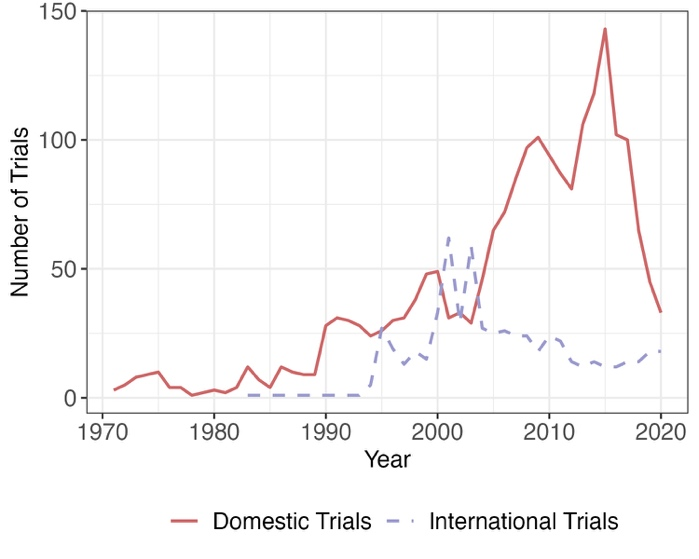 150
100
50
0
Number of Trials
1970 1980 1990 2000 2010 2020
Year
Domestic Trials International Trials